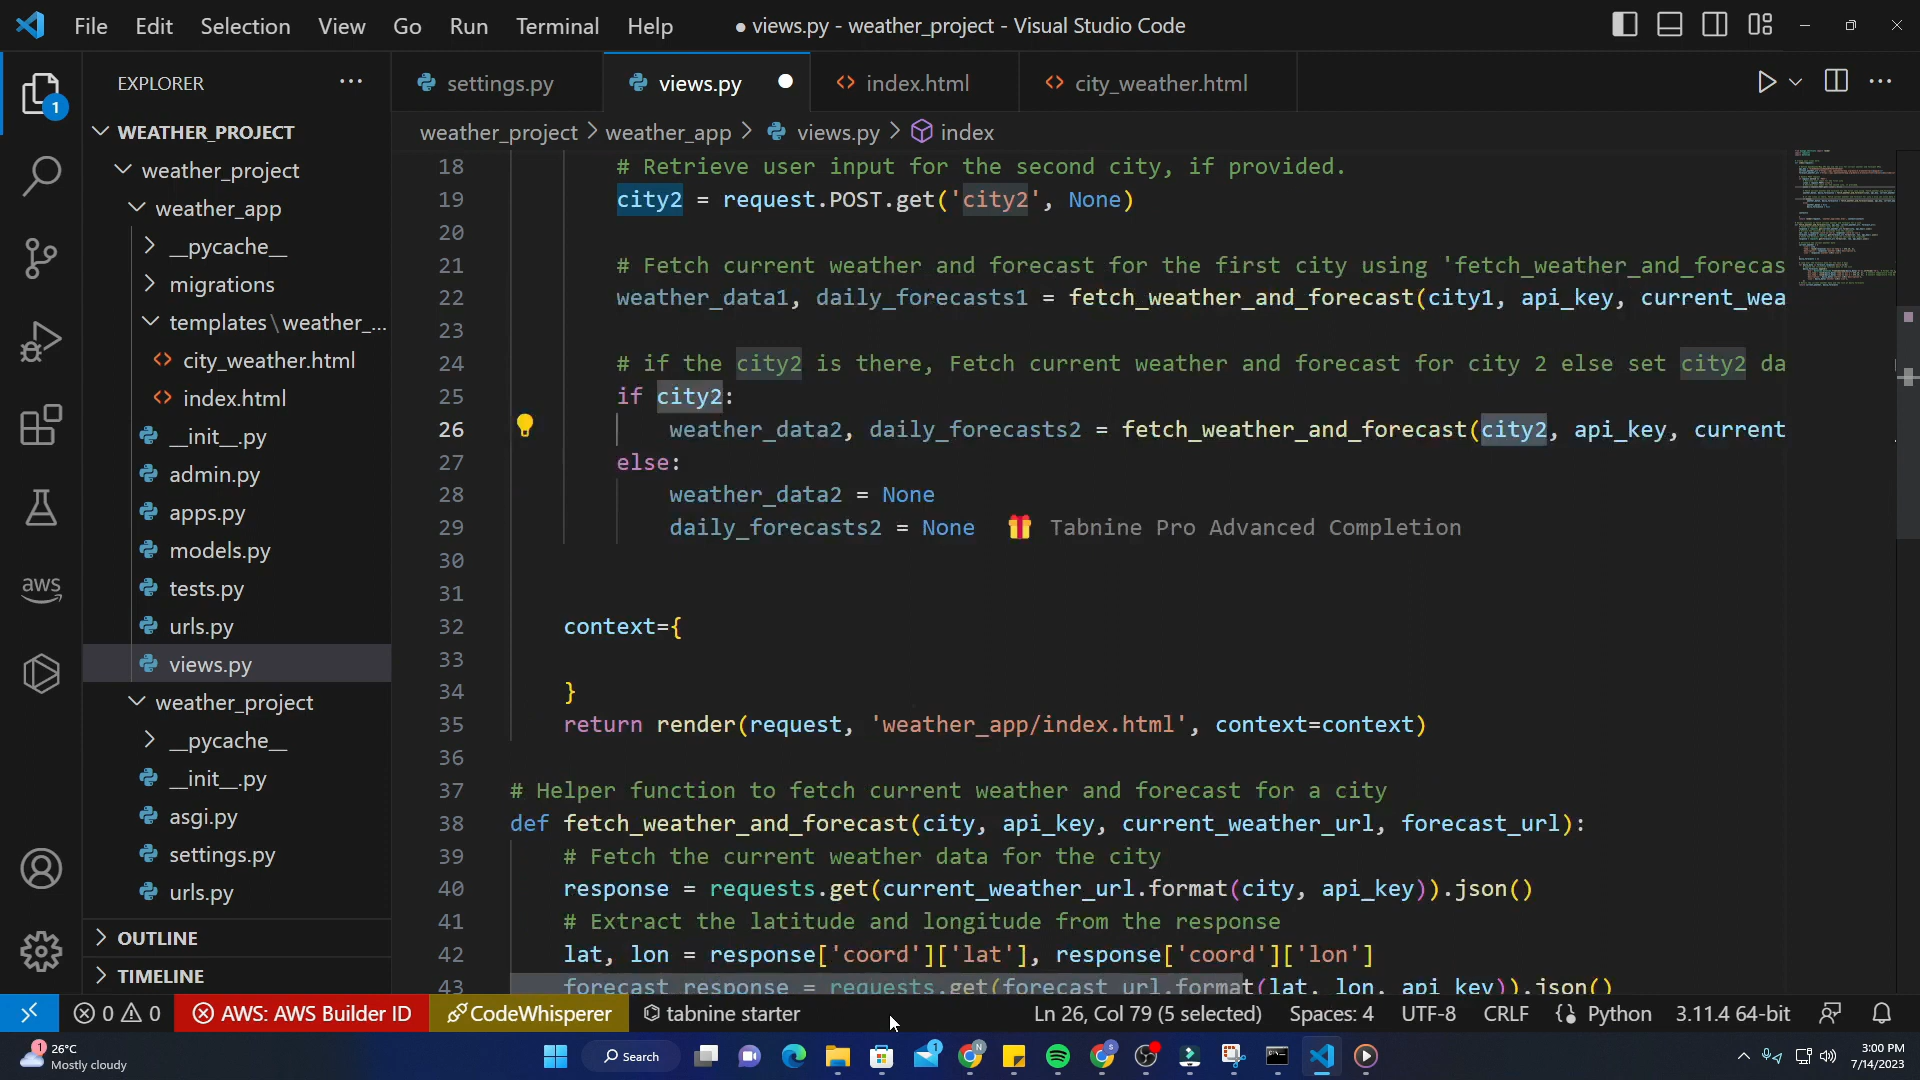 File Edit Selection View Go Run Terminal Help
● views.py - weather_project - Visual Studio Code
EXPLORER
1
WEATHER_PROJECT
weather_project
weather_app
__pycache__
migrations
templates\weather_...
city_weather.html
index.html
__init__.py
admin.py
apps.py
models.py
tests.py
urls.py
views.py
weather_project
__pycache__
__init__.py
asgi.py
settings.py
urls.py
OUTLINE
TIMELINE
aws
settings.py views.py index.html city_weather.html
weather_project > weather_app > views.py > index
18 # Retrieve user input for the second city, if provided.
19 city2 = request.POST.get('city2', None)
20
21 # Fetch current weather and forecast for the first city using 'fetch_weather_and_forecas
22 weather_data1, daily_forecasts1 = fetch_weather_and_forecast(city1, api_key, current_wea
23
24 # if the city2 is there, Fetch current weather and forecast for city 2 else set city2 da
25 if city2:
26 weather_data2, daily_forecasts2 = fetch_weather_and_forecast(city2, api_key, current
27 else:
28 weather_data2 = None
29 daily_forecasts2 = None Tabnine Pro Advanced Completion
30
31
32 context={
33
34 }
35 return render(request, 'weather_app/index.html', context=context)
36
37 # Helper function to fetch current weather and forecast for a city
38 def fetch_weather_and_forecast(city, api_key, current_weather_url, forecast_url):
39 # Fetch the current weather data for the city
40 response = requests.get(current_weather_url.format(city, api_key)).json()
41 # Extract the latitude and longitude from the response
42 lat, lon = response['coord']['lat'], response['coord']['lon']
43 forecast_response = requests.get(forecast_url.format(lat, lon, api_key)).json()
0 0 AWS: AWS Builder ID CodeWhisperer tabnine starter Ln 26, Col 79 (5 selected) Spaces: 4 UTF-8 CRLF {} Python 3.11.4 64-bit
1 26°C
Mostly cloudy
Search
1
N
S
3:00 PM
7/14/2023